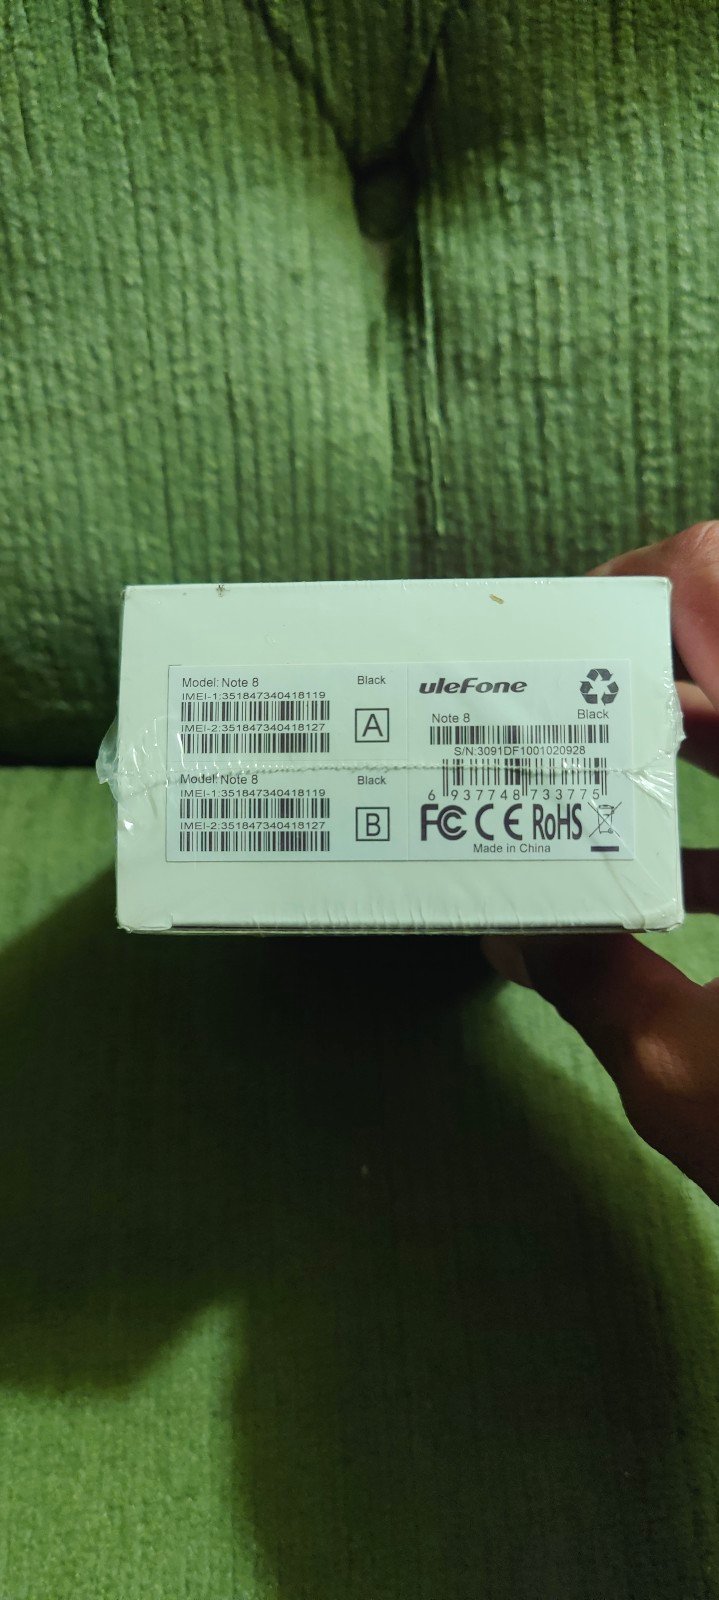 Model: Note 8
Black
IMEI-1:351847340418119
IMEI-2:351847340418127
A
Model: Note 8
Black
IMEI-1:351847340418119
IMEI-2:351847340418127
B
uleFone
Note 8
Black
S/N:3091DF1001020928
6 937748 733775
FC CE RoHS
Made in China